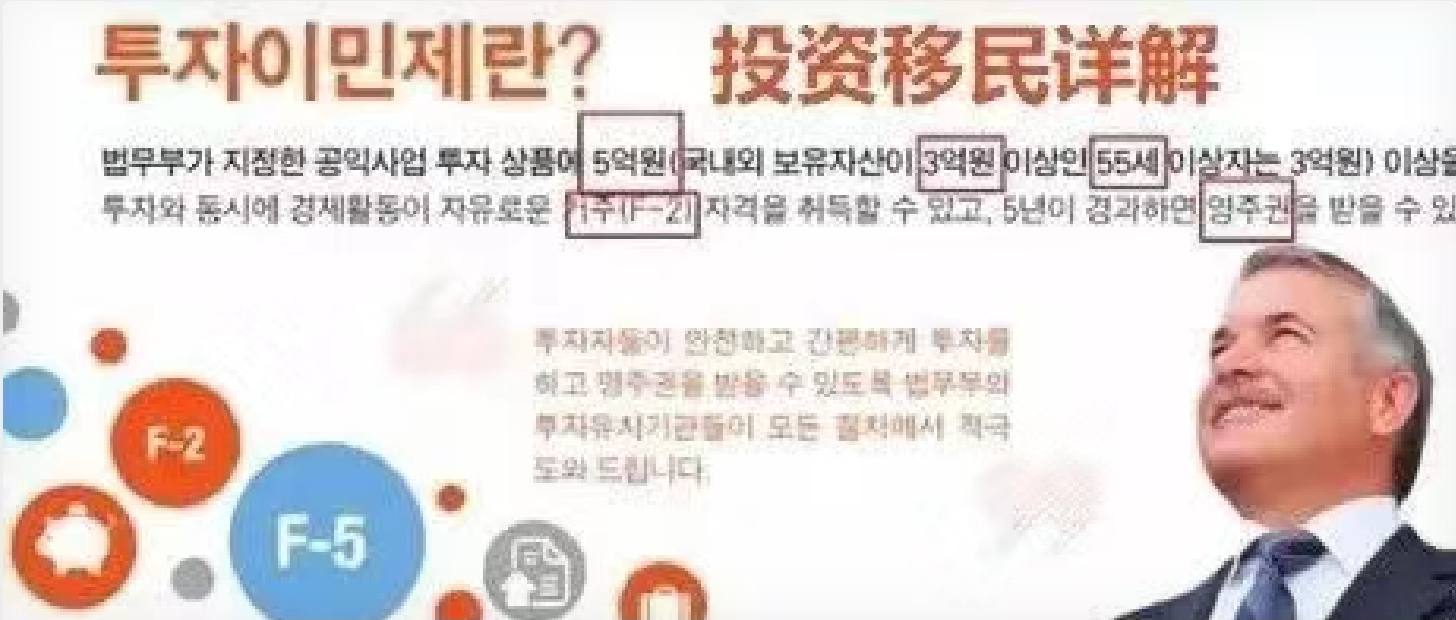 투자이민제란? 投资移民详解
법무부가 지정한 공익사업 투자 상품에 5억원(국내외 보유자산이 3억원 이상인 55세 이상자는 3억원) 이상을
투자와 동시에 경제활동이 자유로운 거주(F-2) 자격을 취득할 수 있고, 5년이 경과하면 영주권을 받을 수 있
투자자들이 안전하고 간편하게 투자를
하고 영주권을 받을 수 있도록 법무부와
투자유치기관들이 모든 절차에서 적극
도와 드립니다.
F-2
F-5